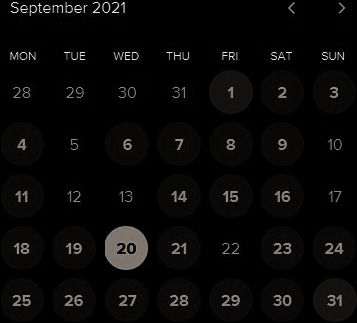 September 2021
MON TUE WED THU FRI SAT SUN
28 29 30 31 1 2 3
4 5 6 7 8 9 10
11 12 13 14 15 16 17
18 19 20 21 22 23 24
25 26 27 28 29 30 31